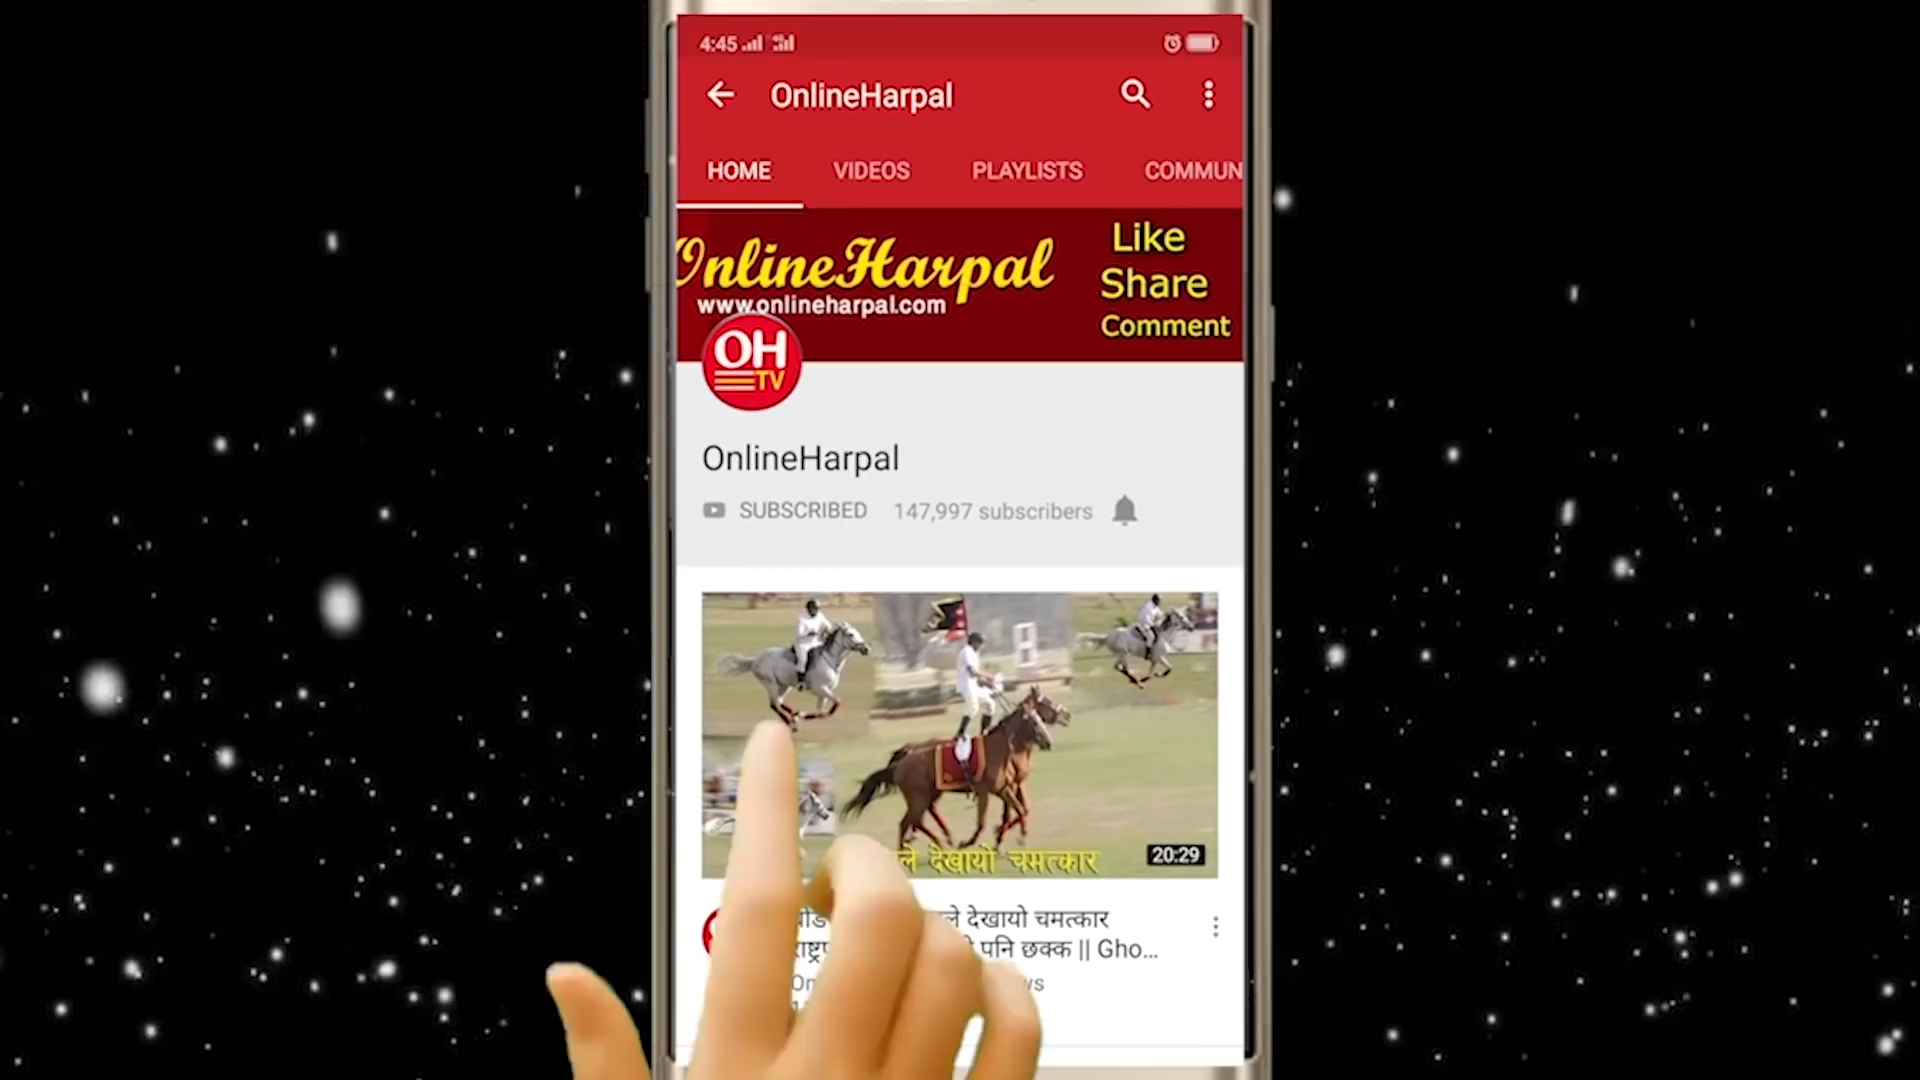 4:45
OnlineHarpal
HOME VIDEOS PLAYLISTS COMMUN
OnlineHarpal
www.onlineharpal.com
Like
Share
Comment
OH
TV
OnlineHarpal
SUBSCRIBED 147,997 subscribers
ले देखायो चमत्कार
20:29
ले देखायो चमत्कार
पनि छक्क || Gho...